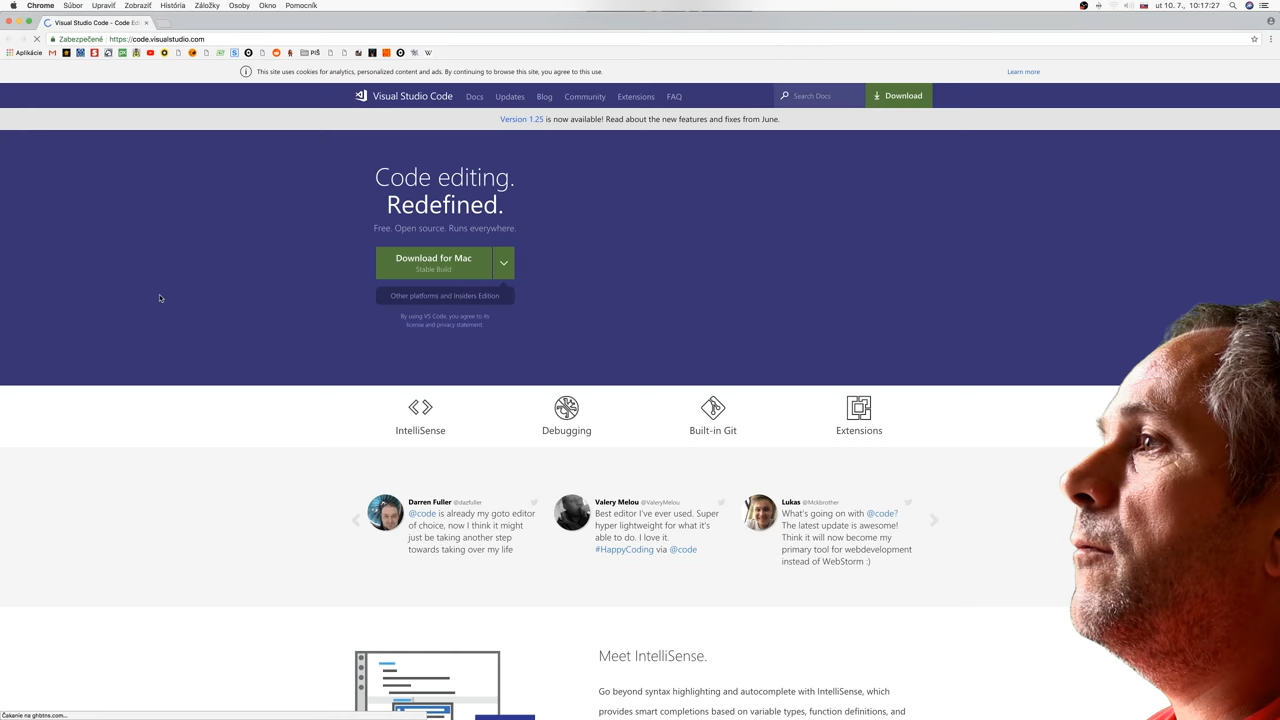 Chrome Súbor Upraviť Zobraziť História Záložky Osoby Okno Pomocník
ut 10. 7., 10:17:27
Visual Studio Code - Code Edi
Zabezpečené https://code.visualstudio.com
Aplikácie
PIŠ
This site uses cookies for analytics, personalized content and ads. By continuing to browse this site, you agree to this use.
Learn more
Visual Studio Code Docs Updates Blog Community Extensions FAQ
Search Docs
Download
Version 1.25 is now available! Read about the new features and fixes from June.
Code editing.
Redefined.
Free. Open source. Runs everywhere.
Download for Mac
Stable Build
Other platforms and Insiders Edition
By using VS Code, you agree to its
license and privacy statement.
IntelliSense
Debugging
Built-in Git
Extensions
Darren Fuller @dazfuller
@code is already my goto editor
of choice, now I think it might
just be taking another step
towards taking over my life
Valery Melou @ValeryMelou
Best editor I've ever used. Super
hyper lightweight for what it's
able to do. I love it.
#HappyCoding via @code
Lukas @Mckbrother
What's going on with @code?
The latest update is awesome!
Think it will now become my
primary tool for webdevelopment
instead of WebStorm :)
Meet IntelliSense.
Go beyond syntax highlighting and autocomplete with IntelliSense, which
provides smart completions based on variable types, function definitions, and
Čakanie na ghbtns.com...